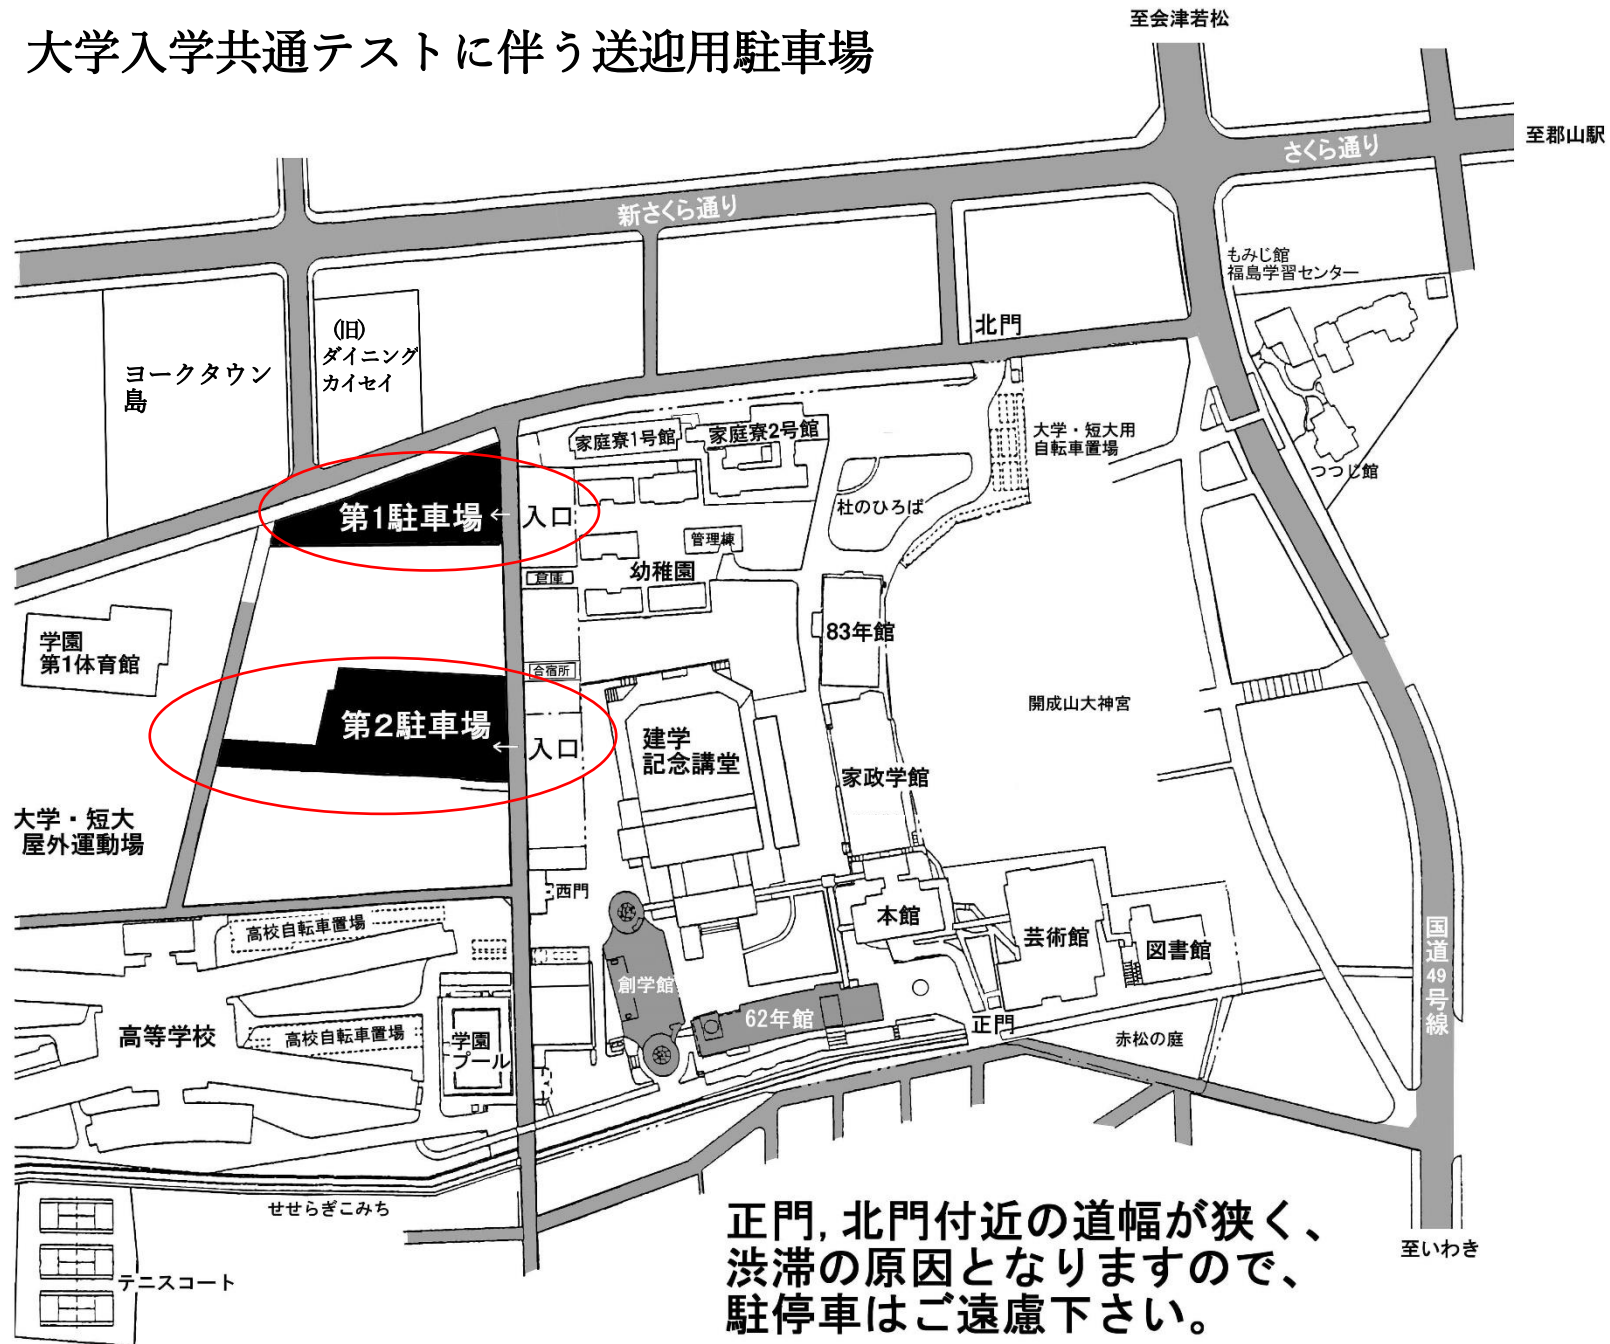 至会津若松
大学入学共通テストに伴う送迎用駐車場
至郡山駅
さくら通り
新さくら通り
もみじ館
福島学習センター
北門
(旧)
ダイニング
カイセイ
ヨークタウン
島
家庭寮1号館
家庭寮2号館
大学・短大用
自転車置場
つつじ館
第1駐車場
←
入口
杜のひろば
管理棟
倉庫
幼稚園
83年館
学園
第1体育館
合宿所
開成山大神宮
第2駐車場
←
入口
建学
記念講堂
家政学館
大学・短大
屋外運動場
西門
本館
高校自転車置場
芸術館
図書館
国道49号線
創学館
62年館
正門
高等学校
高校自転車置場
学園
プール
赤松の庭
せせらぎこみち
正門,北門付近の道幅が狭く、
渋滞の原因となりますので、
駐停車はご遠慮下さい。
至いわき
テニスコート